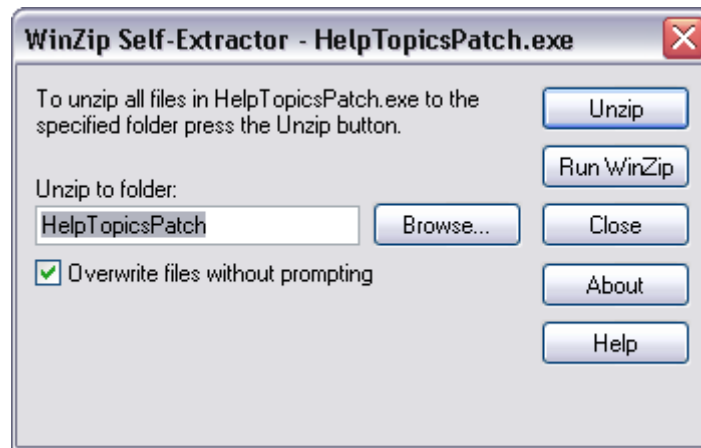 WinZip Self-Extractor - HelpTopicsPatch.exe
To unzip all files in HelpTopicsPatch.exe to the
specified folder press the Unzip button.
Unzip
Run WinZip
Unzip to folder:
HelpTopicsPatch
Browse...
Close
Overwrite files without prompting
About
Help